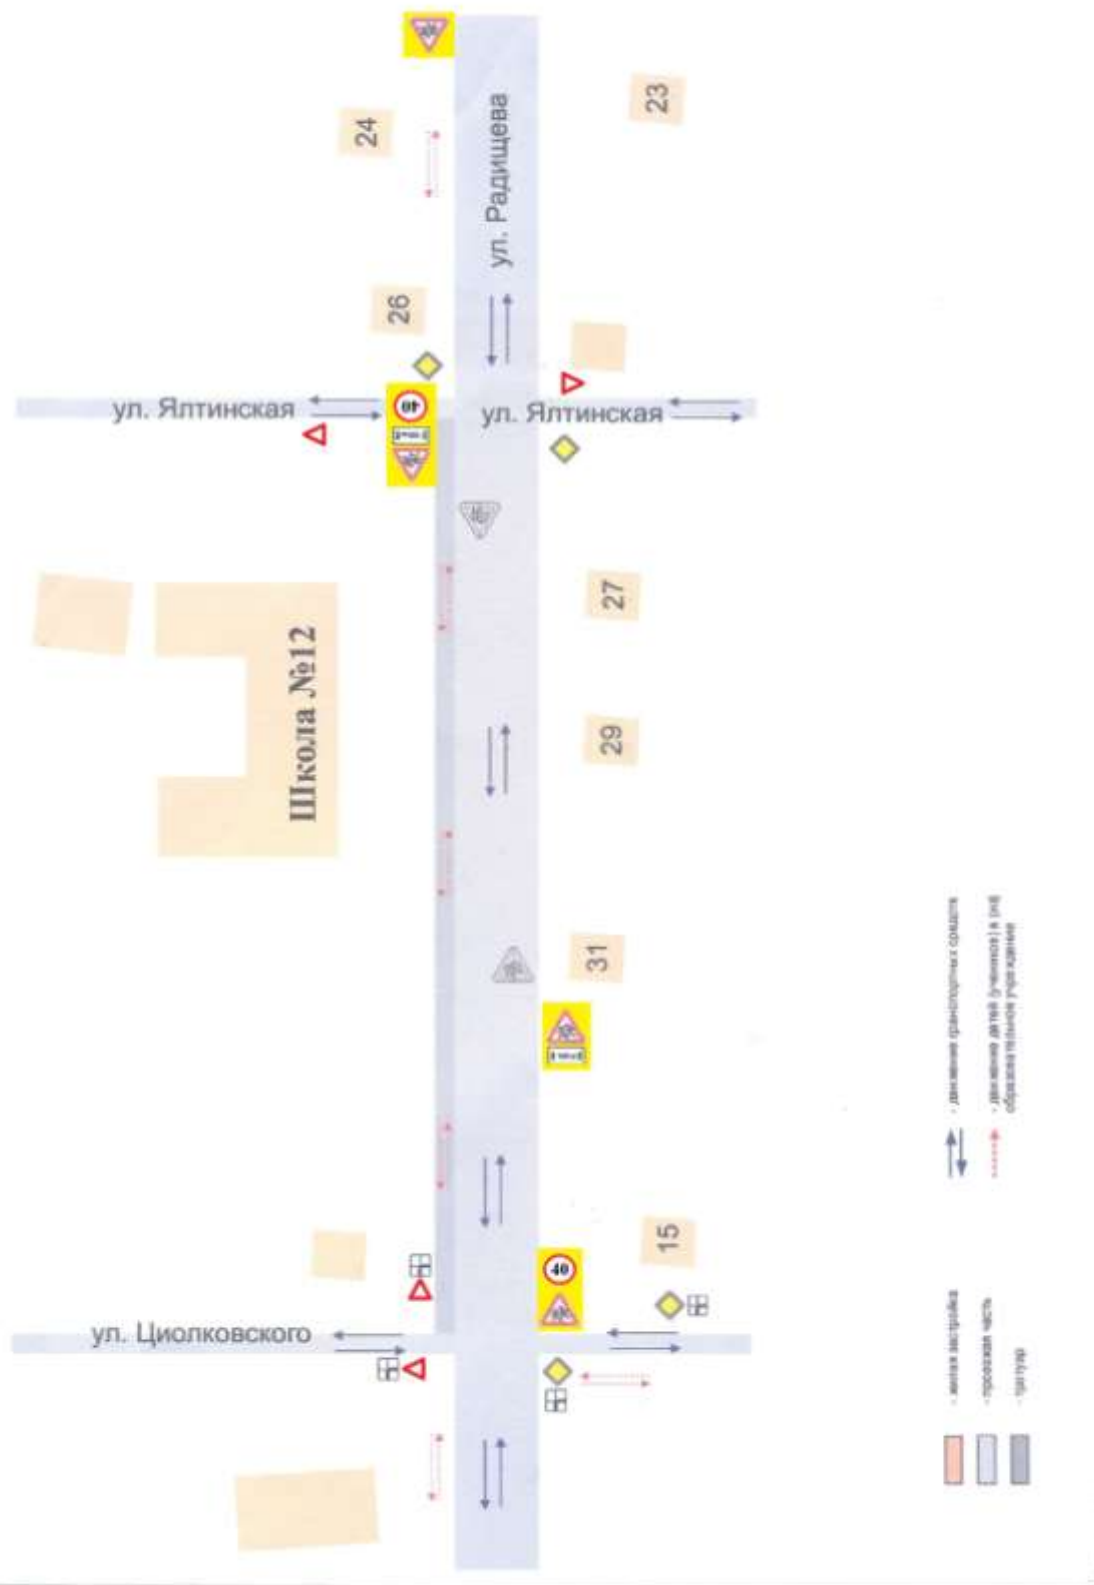 24
23
ул. Радищева
26
ул. Ялтинская
40
ул. Ялтинская
27
Школа №12
29
31
15
40
ул. Циолковского
- движение транспортных средств
- движение детей (учеников) в (из)
образовательное учреждение
- жилая застройка
- проезжая часть
- тротуар